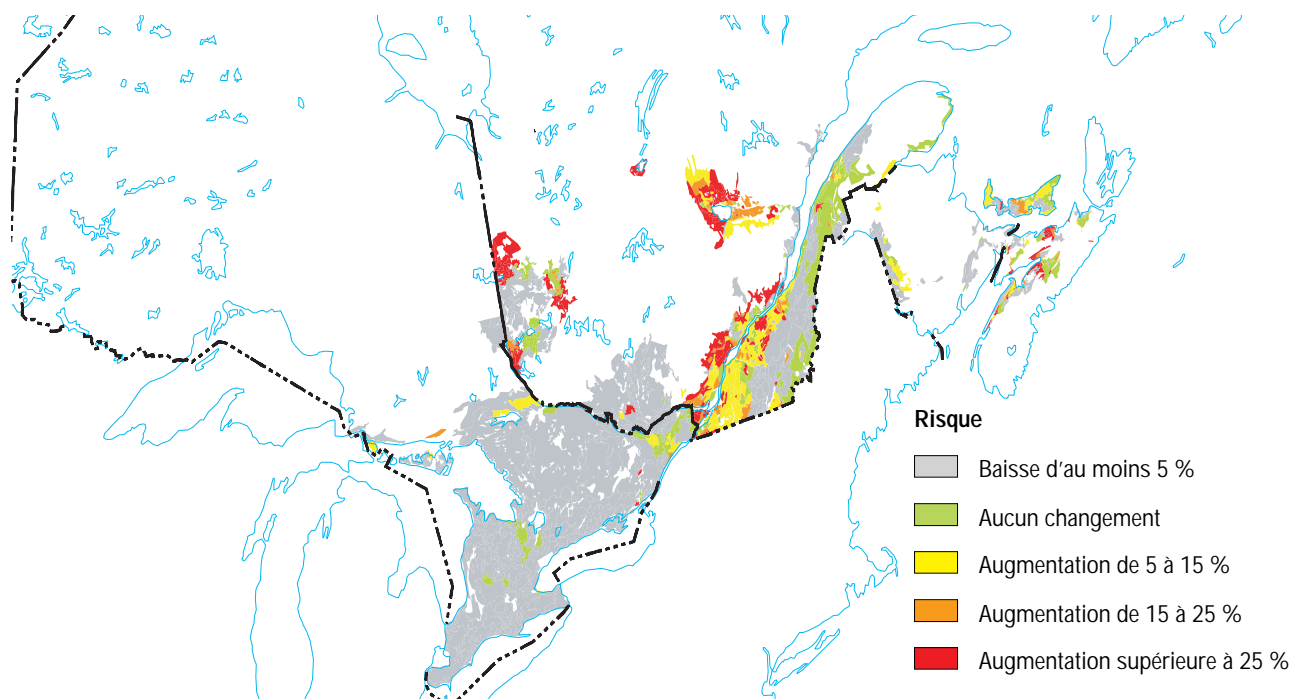 Risque
Baisse d'au moins 5 %
Aucun changement
Augmentation de 5 à 15 %
Augmentation de 15 à 25 %
Augmentation supérieure à 25 %